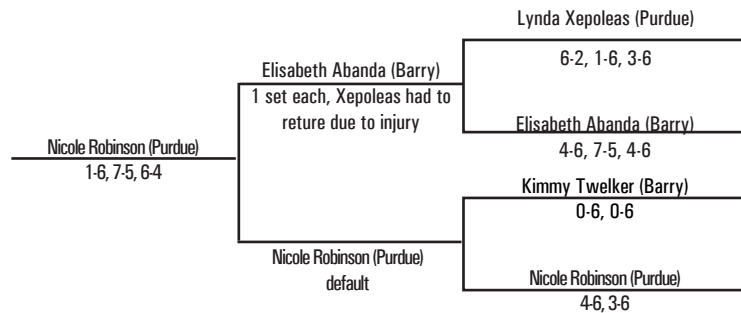 Lynda Xepoleas (Purdue)
6-2, 1-6, 3-6
Elisabeth Abanda (Barry)
1 set each, Xepoleas had to
reture due to injury
Elisabeth Abanda (Barry)
4-6, 7-5, 4-6
Nicole Robinson (Purdue)
1-6, 7-5, 6-4
Kimmy Twelker (Barry)
0-6, 0-6
Nicole Robinson (Purdue)
default
Nicole Robinson (Purdue)
4-6, 3-6